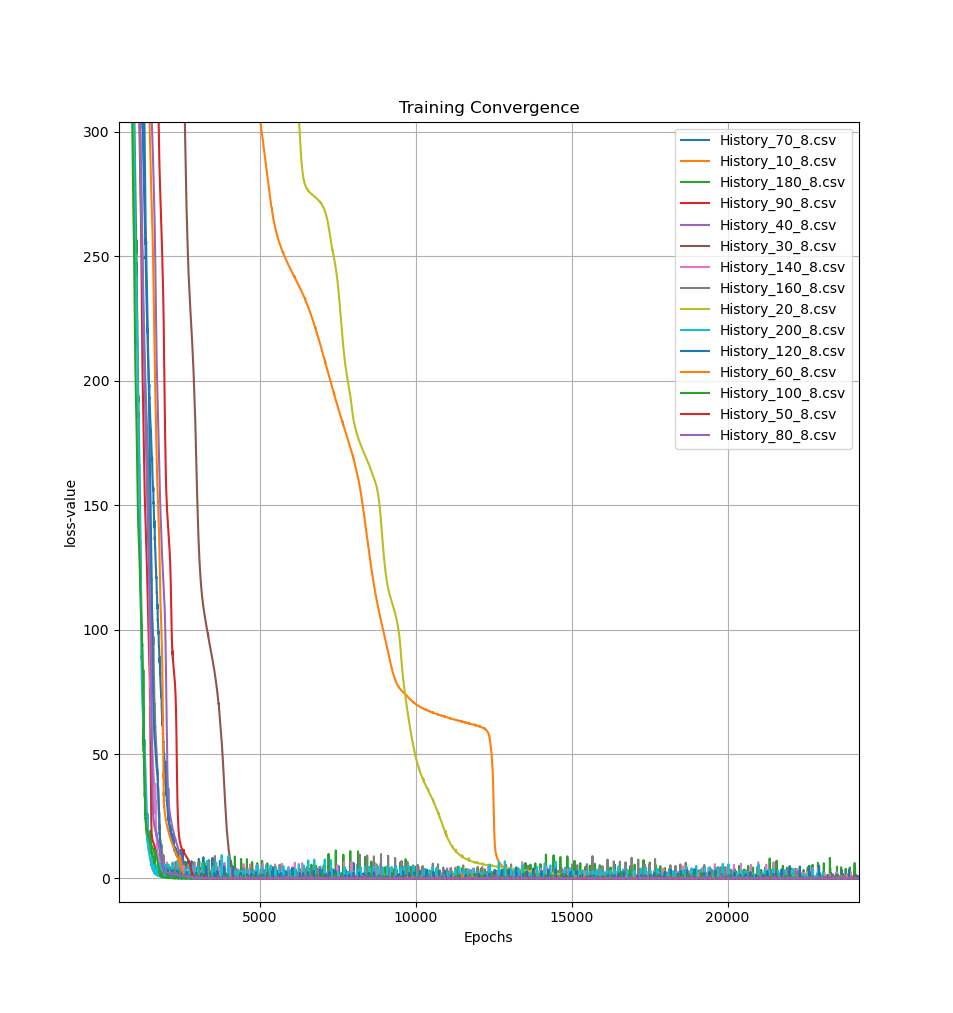 Training Convergence
300
250
200
150
100
50
0
loss-value
5000
10000
15000
20000
Epochs
History_70_8.csv
History_10_8.csv
History_180_8.csv
History_90_8.csv
History_40_8.csv
History_30_8.csv
History_140_8.csv
History_160_8.csv
History_20_8.csv
History_200_8.csv
History_120_8.csv
History_60_8.csv
History_100_8.csv
History_50_8.csv
History_80_8.csv